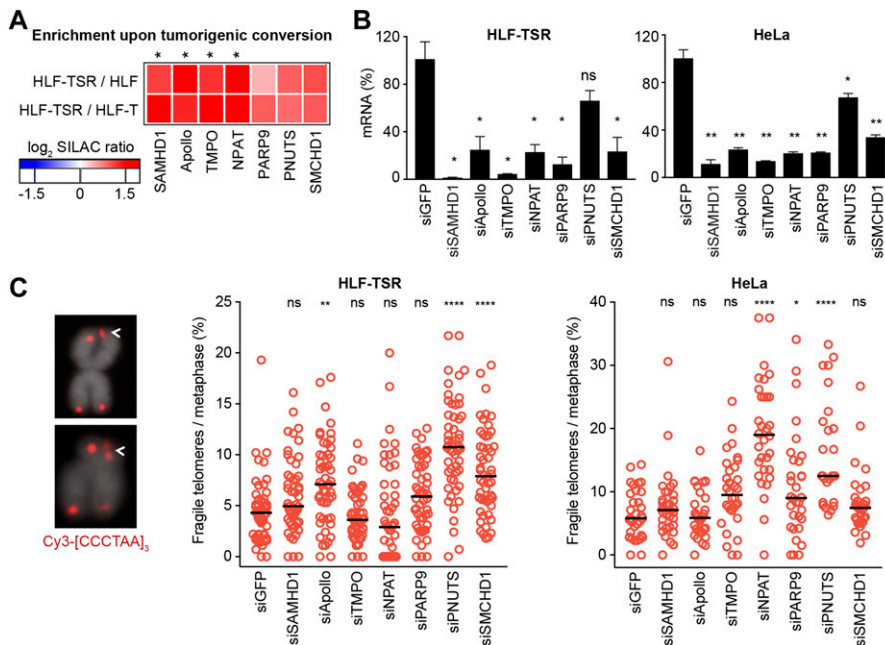 A
Enrichment upon tumorigenic conversion
* * * *
HLF-TSR / HLF
HLF-TSR / HLF-T
log2 SILAC ratio
-1.5 0 1.5
SAMHD1
Apollo
TMPO
NPAT
PARP9
PNUTS
SMCHD1
B
HLF-TSR
mRNA (%)
120
80
40
0
* * * * * ns *
siGFP
siSAMHD1
siApollo
siTMPO
siNPAT
siPARP9
siPNUTS
siSMCHD1
HeLa
120
80
40
0
** ** ** ** ** * **
siGFP
siSAMHD1
siApollo
siTMPO
siNPAT
siPARP9
siPNUTS
siSMCHD1
C
Cy3-[CCCTAA]3
HLF-TSR
Fragile telomeres / metaphase (%)
25
20
15
10
5
0
ns ** ns ns ns **** ****
siGFP
siSAMHD1
siApollo
siTMPO
siNPAT
siPARP9
siPNUTS
siSMCHD1
HeLa
Fragile telomeres / metaphase (%)
40
30
20
10
0
ns ns ns **** * **** ns
siGFP
siSAMHD1
siApollo
siTMPO
siNPAT
siPARP9
siPNUTS
siSMCHD1